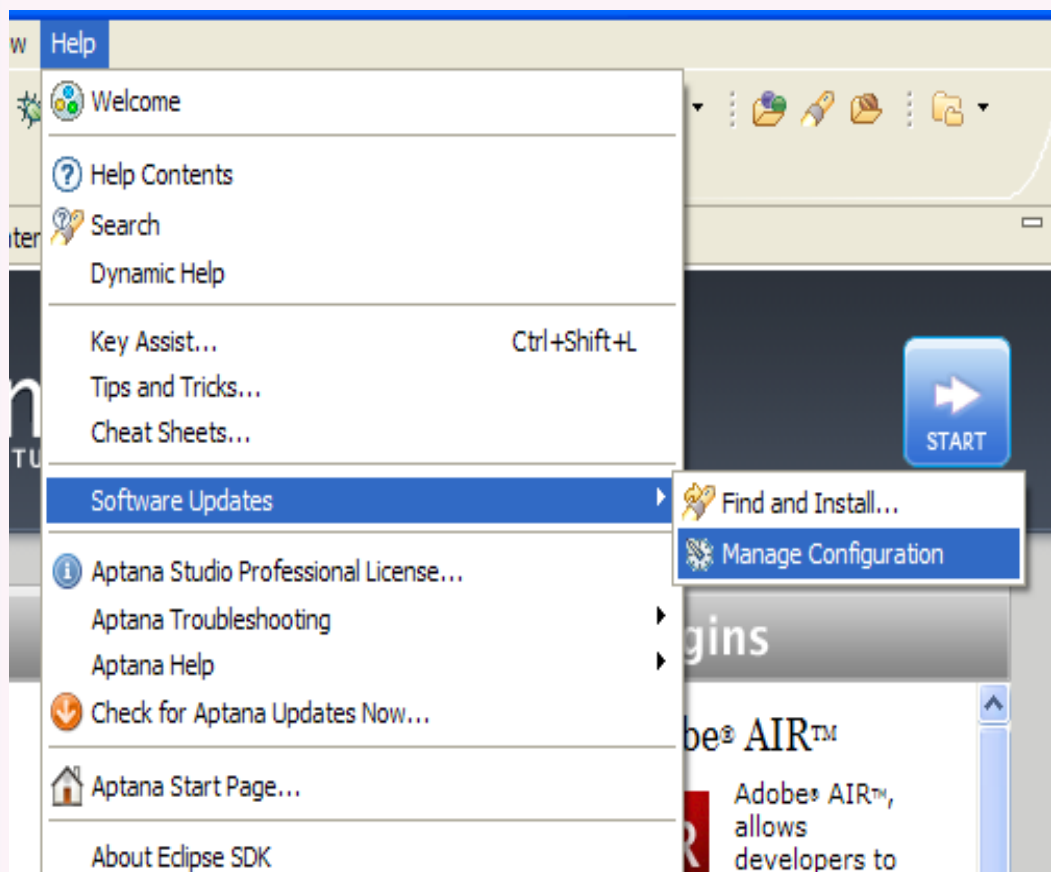 w Help
Welcome
Help Contents
Search
Dynamic Help
Key Assist... Ctrl+Shift+L
Tips and Tricks...
Cheat Sheets...
START
Software Updates
Find and Install...
Manage Configuration
Aptana Studio Professional License...
Aptana Troubleshooting
gins
Aptana Help
Check for Aptana Updates Now...
be® AIR™
Aptana Start Page...
Adobe® AIR™,
allows
developers to
About Eclipse SDK